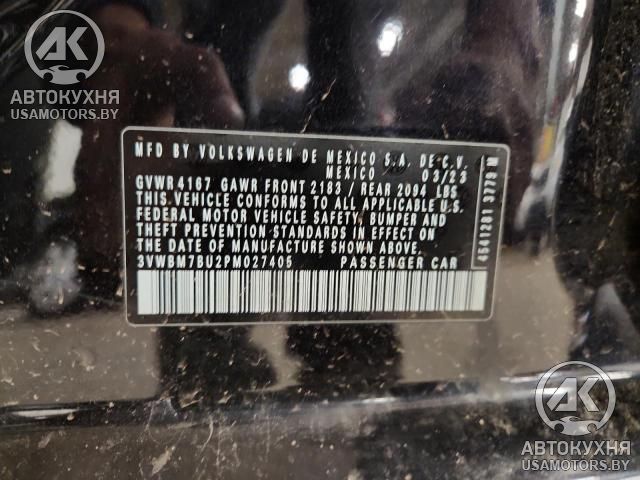 AK
АВТОКУХНЯ
USAMOTORS.BY
MFD BY VOLKSWAGEN DE MEXICO S.A. DE C.V.
MEXICO 03/23
GVWR 4167 GAWR FRONT 2183 / REAR 2094 LBS
THIS VEHICLE CONFORMS TO ALL APPLICABLE U.S.
FEDERAL MOTOR VEHICLE SAFETY, BUMPER, AND
THEFT PREVENTION STANDARDS IN EFFECT ON THE
DATE OF MANUFACTURE SHOWN ABOVE
3VWBM7BU2PM027405 PASSENGER CAR
4541281 3779 M
AK
АВТОКУХНЯ
USAMOTORS.BY